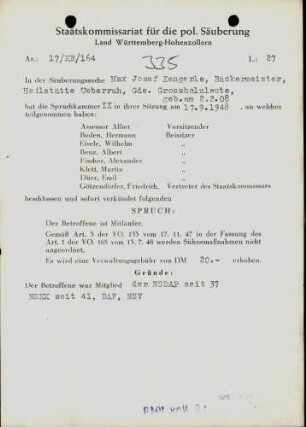 Staatskommissariat für die pol. Säuberung
Land Württemberg-Hohenzollern
Az.: 17/KB/164
335
L: 27
In der Säuberungssache Max Josef Zengerle, Backermeister,
Heilstätte Ueberruh, Gde. Grossholzleute,
geb.am 2.2.08
hat die Spruchkammer IX in ihrer Sitzung am 17.9.1948 , an welcher
teilgenommen haben:
Assessor Alber Vorsitzender
Boden, Hermann Beisitzer
Eisele, Wilhelm „
Benz, Albert „
Fischer, Alexander „
Klett, Martin „
Dürr, Emil „
Götzendörfer, Friedrich, Vertreter des Staatskommissars
beschlossen und sofort verkündet folgenden
SPRUCH:
Der Betroffene ist Mitläufer.
Gemäß Art. 3 der VO. 133 vom 17. 11. 47 in der Fassung des
Art. 1 der VO. 165 vom 13. 7. 48 werden Sühnemaßnahmen nicht
angeordnet.
Es wird eine Verwaltungsgebühr von DM 20.- erhoben.
Gründe:
Der Betroffene war Mitglied der NSDAP seit 37
NSKK seit 41, DAF, NSV